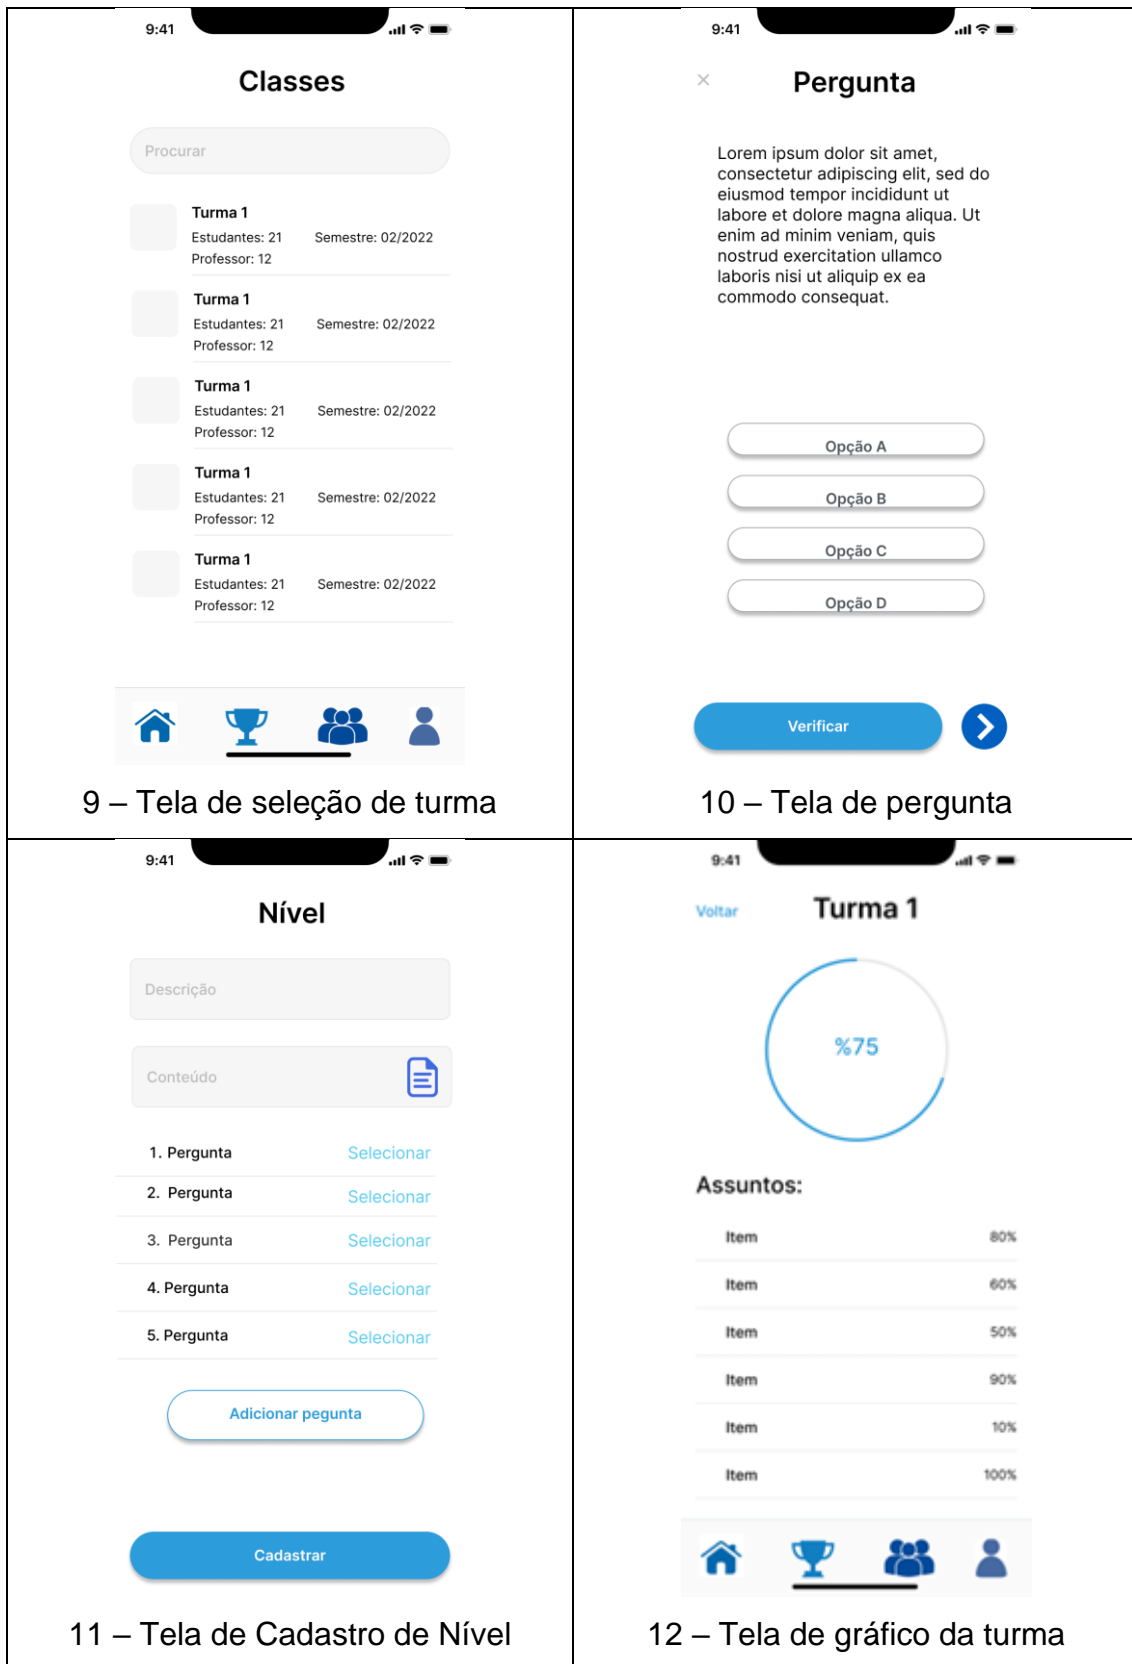 9:41
Classes
Procurar
Turma 1
Estudantes: 21 Semestre: 02/2022
Professor: 12
Turma 1
Estudantes: 21 Semestre: 02/2022
Professor: 12
Turma 1
Estudantes: 21 Semestre: 02/2022
Professor: 12
Turma 1
Estudantes: 21 Semestre: 02/2022
Professor: 12
Turma 1
Estudantes: 21 Semestre: 02/2022
Professor: 12
9 – Tela de seleção de turma
9:41
× Pergunta
Lorem ipsum dolor sit amet,
consectetur adipiscing elit, sed do
eiusmod tempor incididunt ut
labore et dolore magna aliqua. Ut
enim ad minim veniam, quis
nostrud exercitation ullamco
laboris nisi ut aliquip ex ea
commodo consequat.
Opção A
Opção B
Opção C
Opção D
Verificar
10 – Tela de pergunta
9:41
Nível
Descrição
Conteúdo
1. Pergunta Selecionar
2. Pergunta Selecionar
3. Pergunta Selecionar
4. Pergunta Selecionar
5. Pergunta Selecionar
Adicionar pegunta
Cadastrar
11 – Tela de Cadastro de Nível
9:41
Voltar Turma 1
%75
Assuntos:
Item 80%
Item 60%
Item 50%
Item 90%
Item 10%
Item 100%
12 – Tela de gráfico da turma